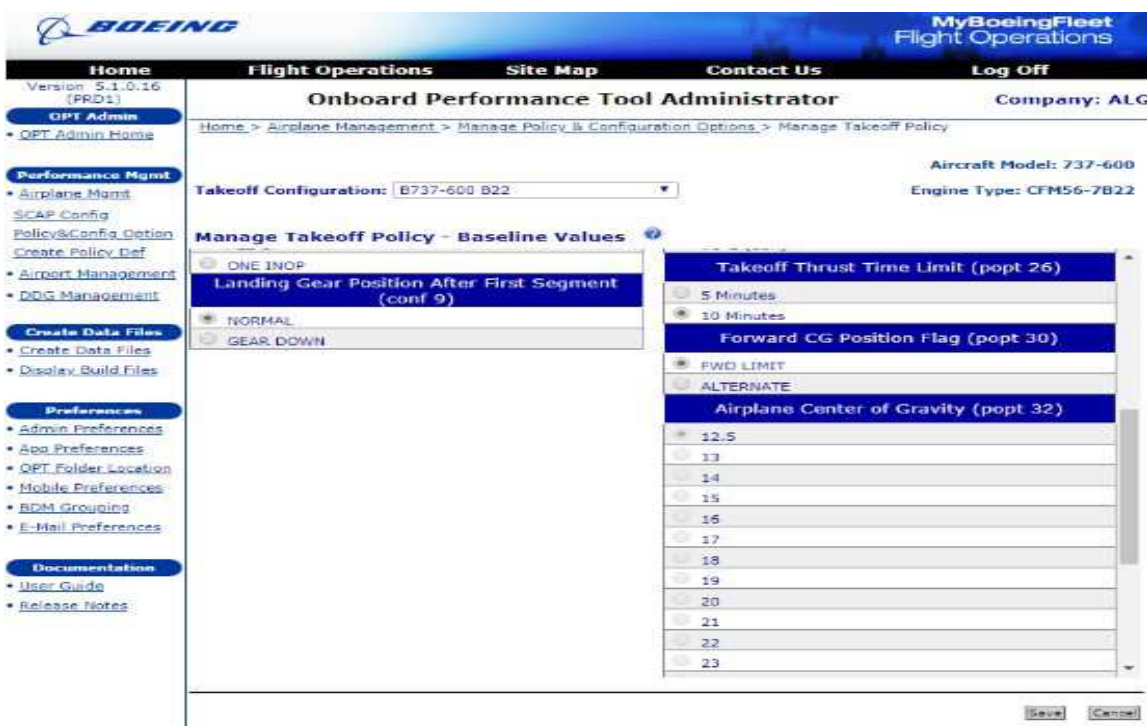 BOEING
MyBoeingFleet
Flight Operations
Home Flight Operations Site Map Contact Us Log Off
Version 5.1.0.16
(PRD1)
OPT Admin
• OPT Admin Home
Performance Mgmt
• Airplane Mgmt
SCAP Config
Policy&Config Option
Create Policy Def
• Airport Management
• DDG Management
Create Data Files
• Create Data Files
• Display Build Files
Preferences
• Admin Preferences
• App Preferences
• OPT Folder Location
• Mobile Preferences
• BDM Grouping
• E-Mail Preferences
Documentation
• User Guide
• Release Notes
Onboard Performance Tool Administrator
Company: ALG
Home > Airplane Management > Manage Policy & Configuration Options > Manage Takeoff Policy
Aircraft Model: 737-600
Takeoff Configuration: B737-600 B22
Engine Type: CFM56-7B22
Manage Takeoff Policy - Baseline Values
ONE INOP
Landing Gear Position After First Segment
(conf 9)
NORMAL
GEAR DOWN
Takeoff Thrust Time Limit (popt 26)
5 Minutes
10 Minutes
Forward CG Position Flag (popt 30)
FWD LIMIT
ALTERNATE
Airplane Center of Gravity (popt 32)
12.5
13
14
15
16
17
18
19
20
21
22
23
Save Cancel